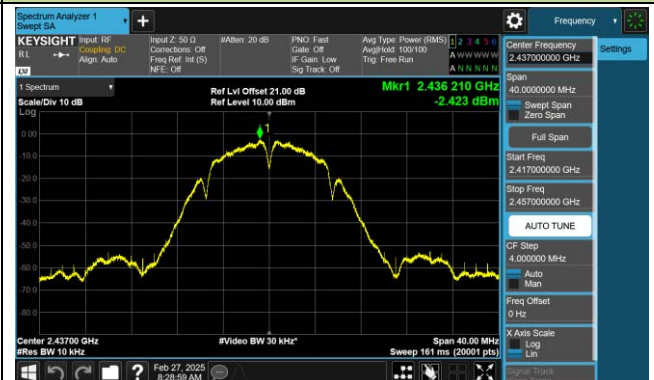 Spectrum Analyzer 1
Swept SA
Frequency
KEYSIGHT
RL
Input: RF
Coupling: DC
Align: Auto
Input Z: 50 Ω
Corrections: Off
Freq Ref: Int (S)
NFE: Off
#Atten: 20 dB
PNO: Fast
Gate: Off
IF Gain: Low
Sig Track: Off
Avg Type: Power (RMS)
Avg|Hold: 100/100
Trig: Free Run
1 2 3 4 5 6
A W W W W W
A N N N N N
LXI
1 Spectrum
Scale/Div 10 dB
Log
Ref Lvl Offset 21.00 dB
Ref Level 10.00 dBm
Mkr1 2.436 210 GHz
-2.423 dBm
1
0.00
-10.0
-20.0
-30.0
-40.0
-50.0
-60.0
-70.0
-80.0
Center 2.43700 GHz
#Res BW 10 kHz
#Video BW 30 kHz*
Span 40.00 MHz
Sweep 161 ms (20001 pts)
Center Frequency
2.437000000 GHz
Settings
Span
40.0000000 MHz
Swept Span
Zero Span
Full Span
Start Freq
2.417000000 GHz
Stop Freq
2.457000000 GHz
AUTO TUNE
CF Step
4.000000 MHz
Auto
Man
Freq Offset
0 Hz
X Axis Scale
Log
Lin
Signal Track
?
Feb 27, 2025
8:28:59 AM